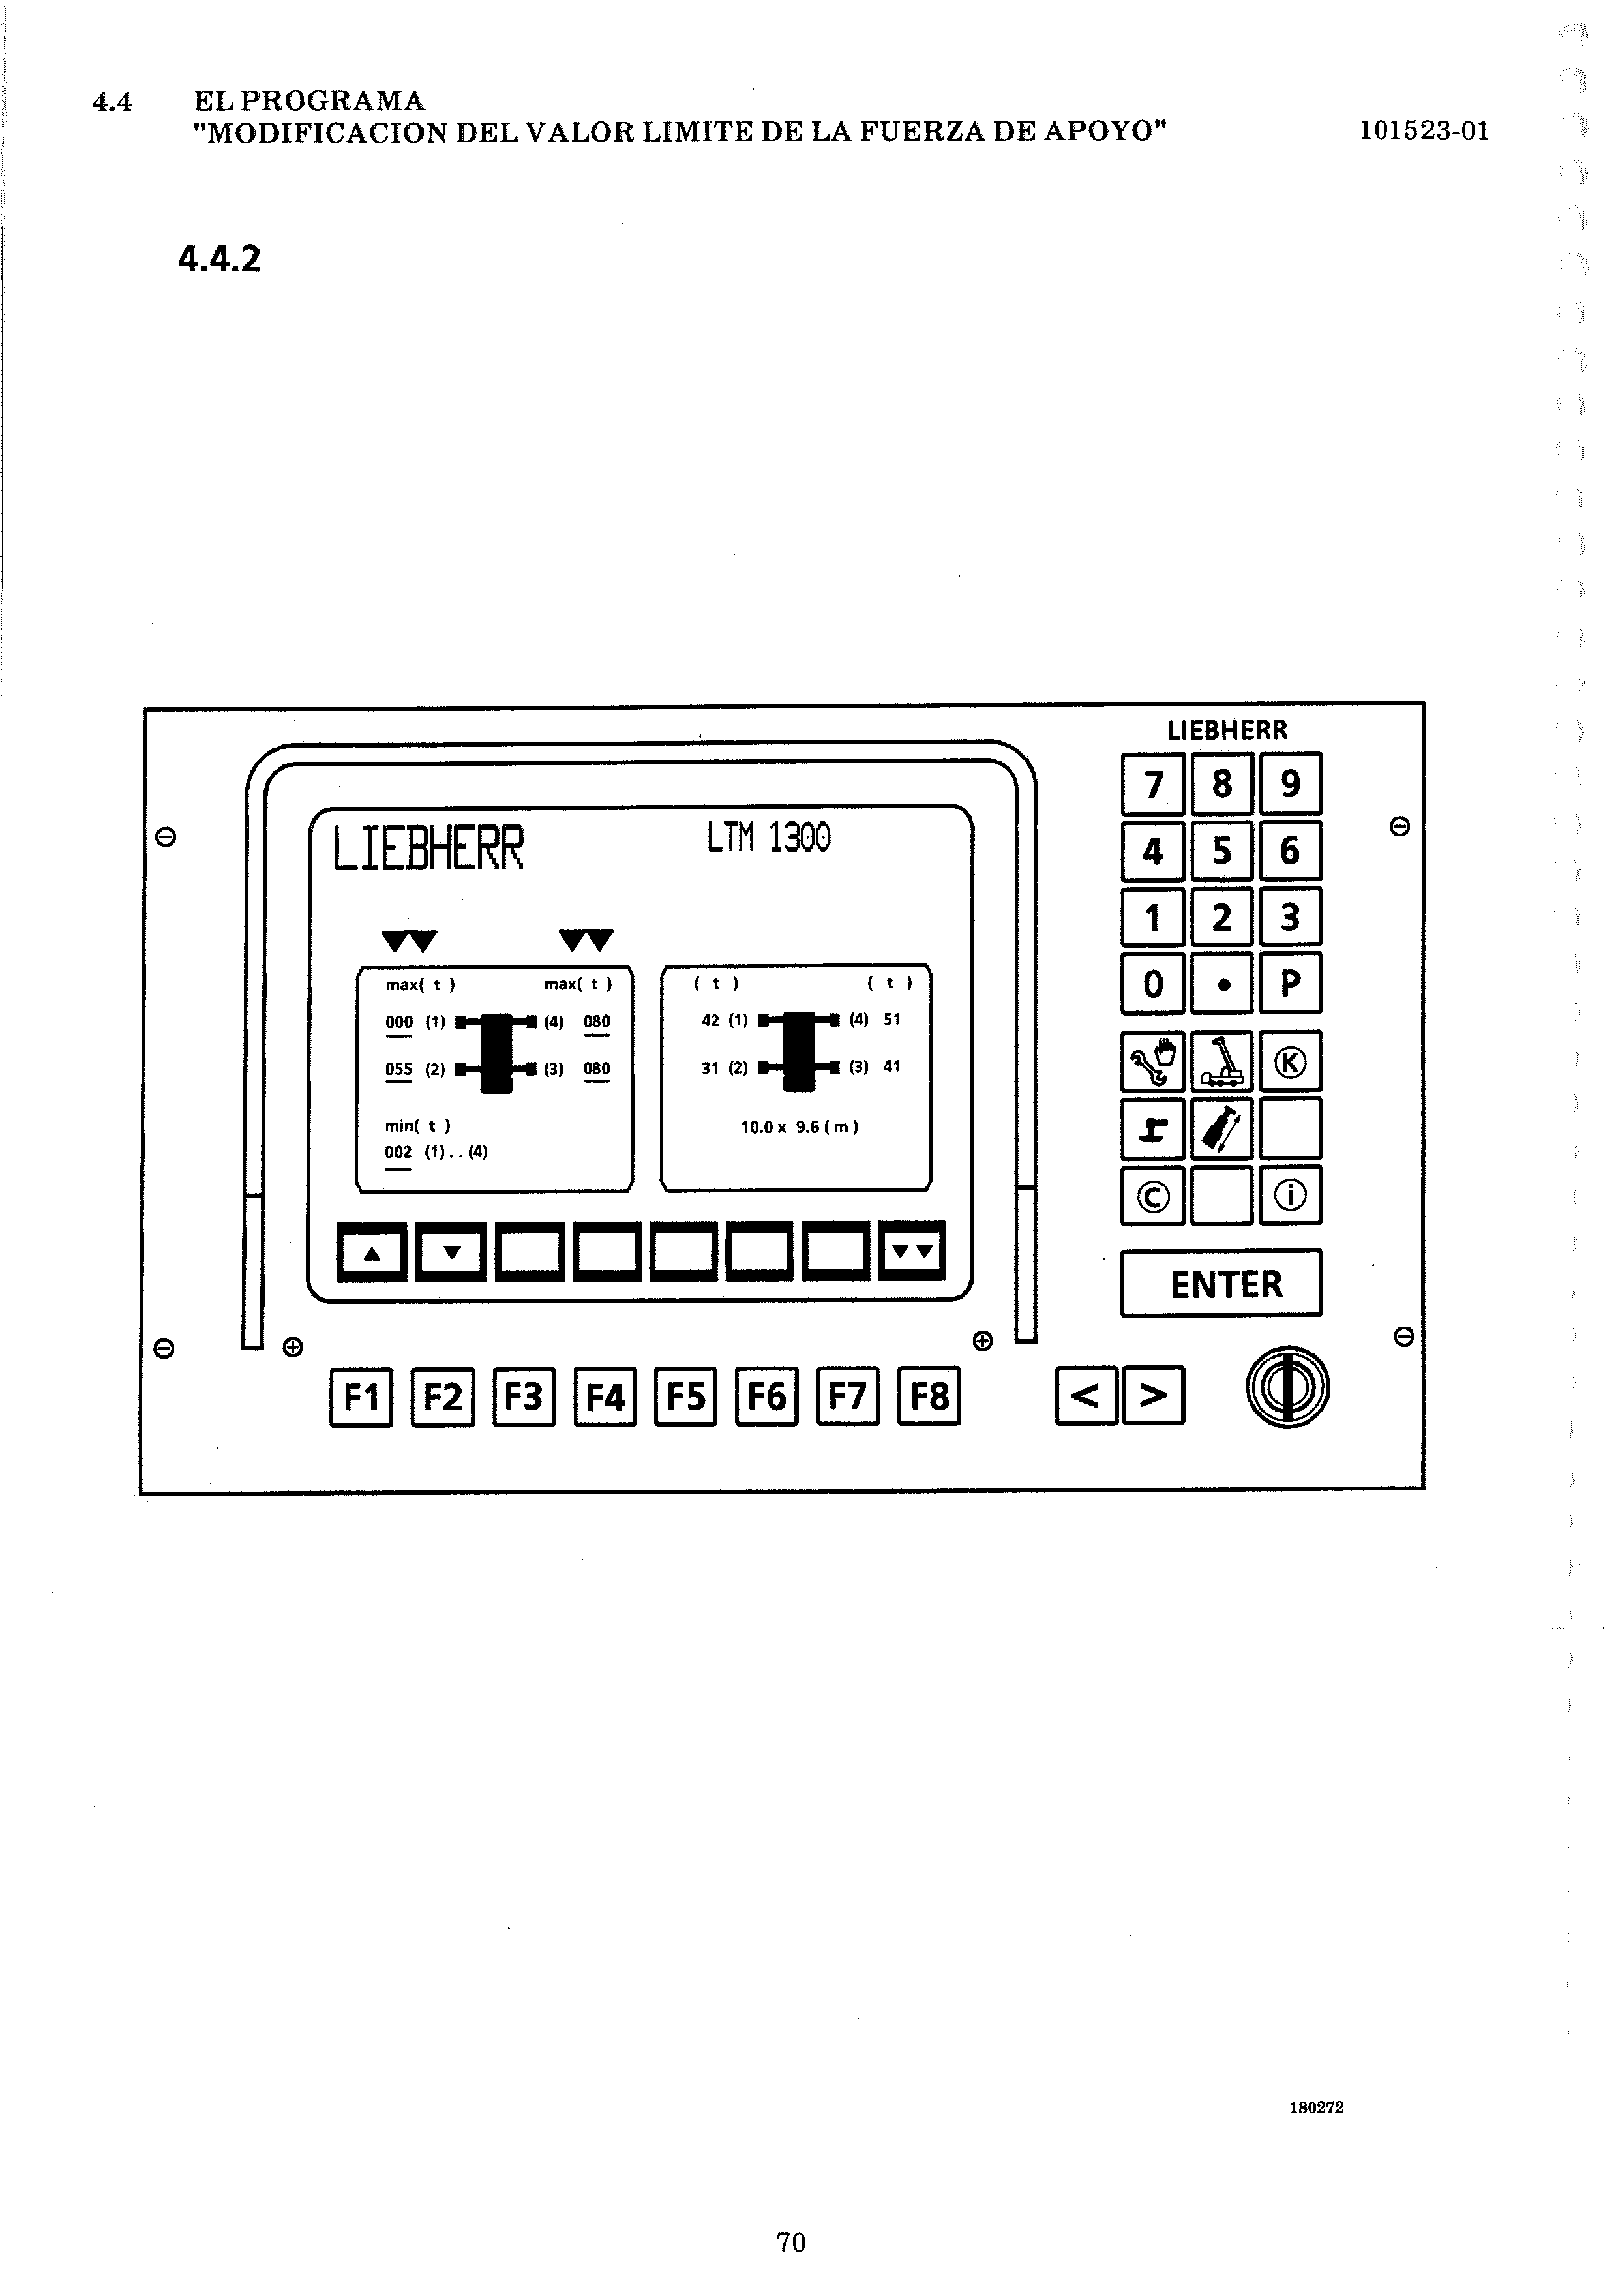 4.4 EL PROGRAMA
"MODIFICACION DEL VALOR LIMITE DE LA FUERZA DE APOYO" 101523-01
4.4.2
LIEBHERR
7 8 9
4 5 6
1 2 3
0 • P
K
C i
ENTER
LIEBHERR LTM 1300
max( t ) max( t )
000 (1) (4) 080
055 (2) (3) 080
min( t )
002 (1)..(4)
( t ) ( t )
42 (1) (4) 51
31 (2) (3) 41
10.0 x 9.6 ( m )
F1 F2 F3 F4 F5 F6 F7 F8 < >
180272
70